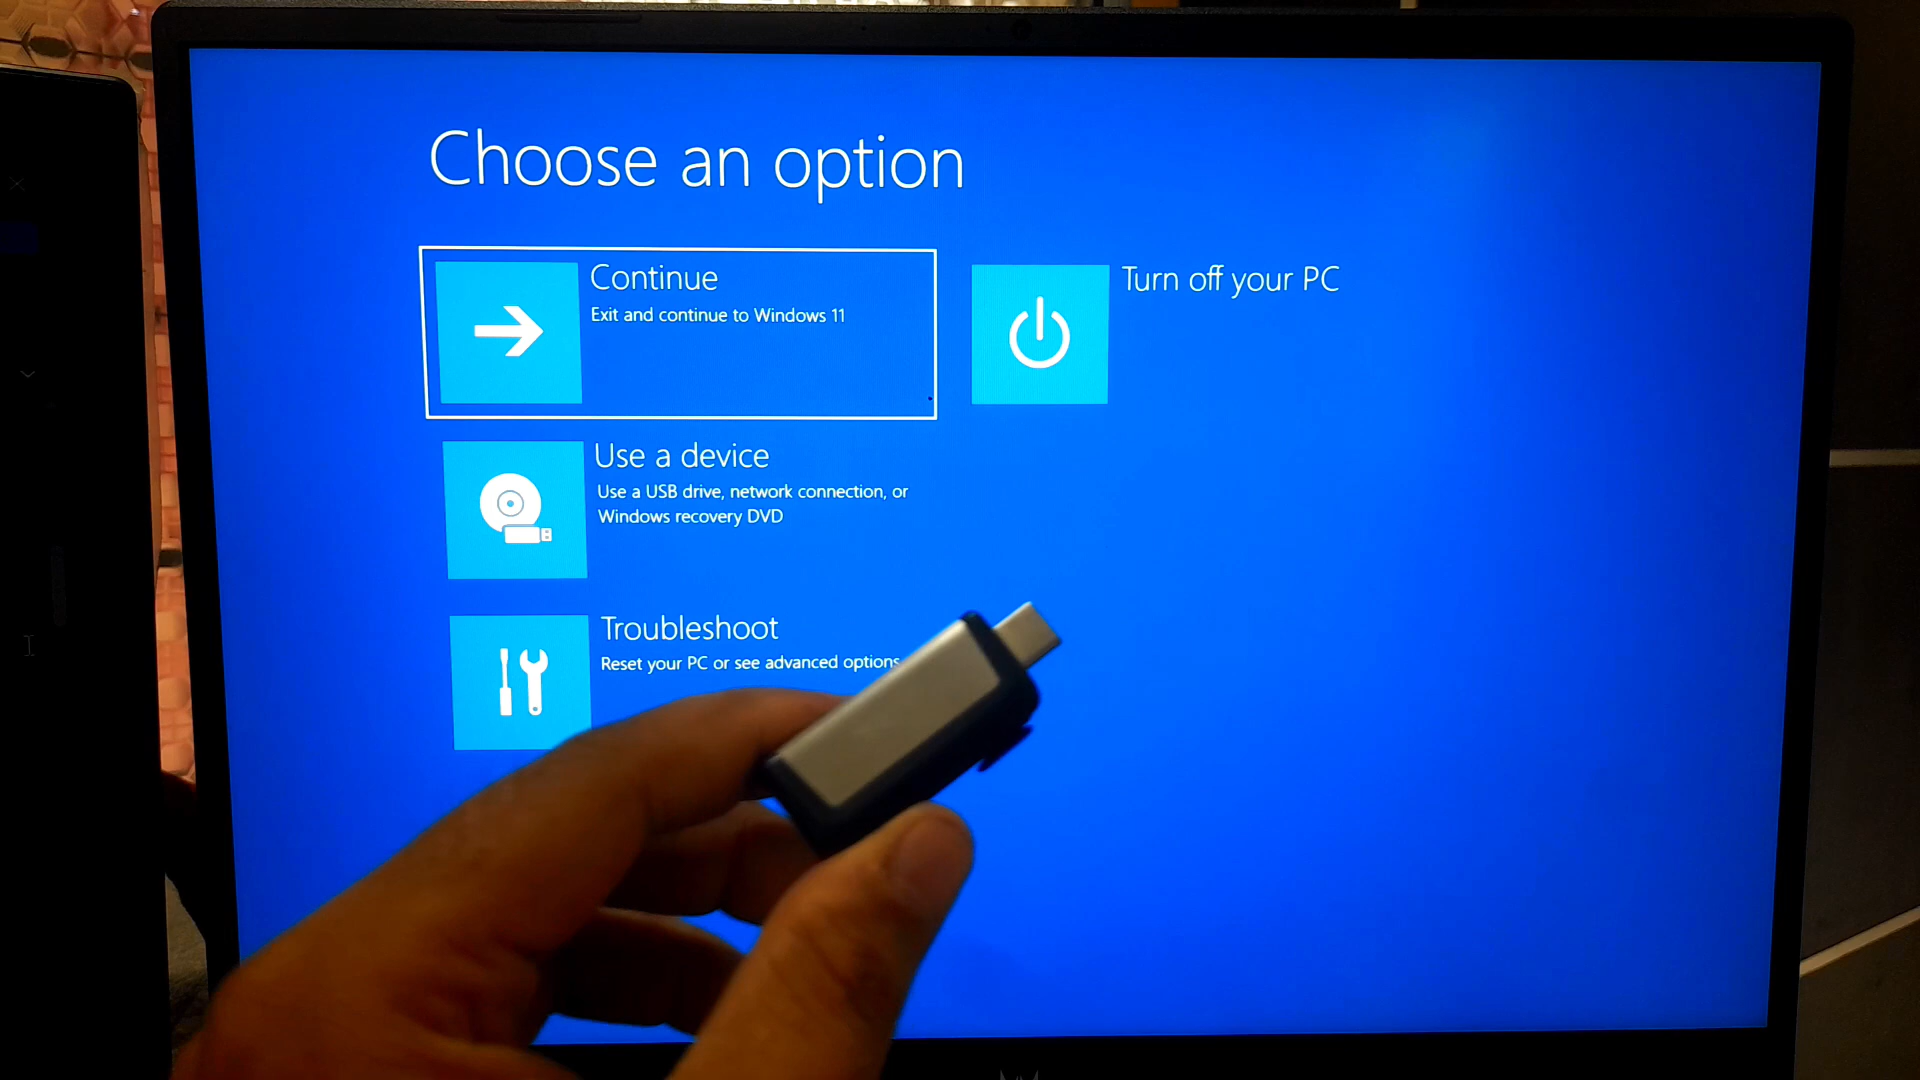 Choose an option
Continue
Exit and continue to Windows 11
Turn off your PC
Use a device
Use a USB drive, network connection, or
Windows recovery DVD
Troubleshoot
Reset your PC or see advanced options